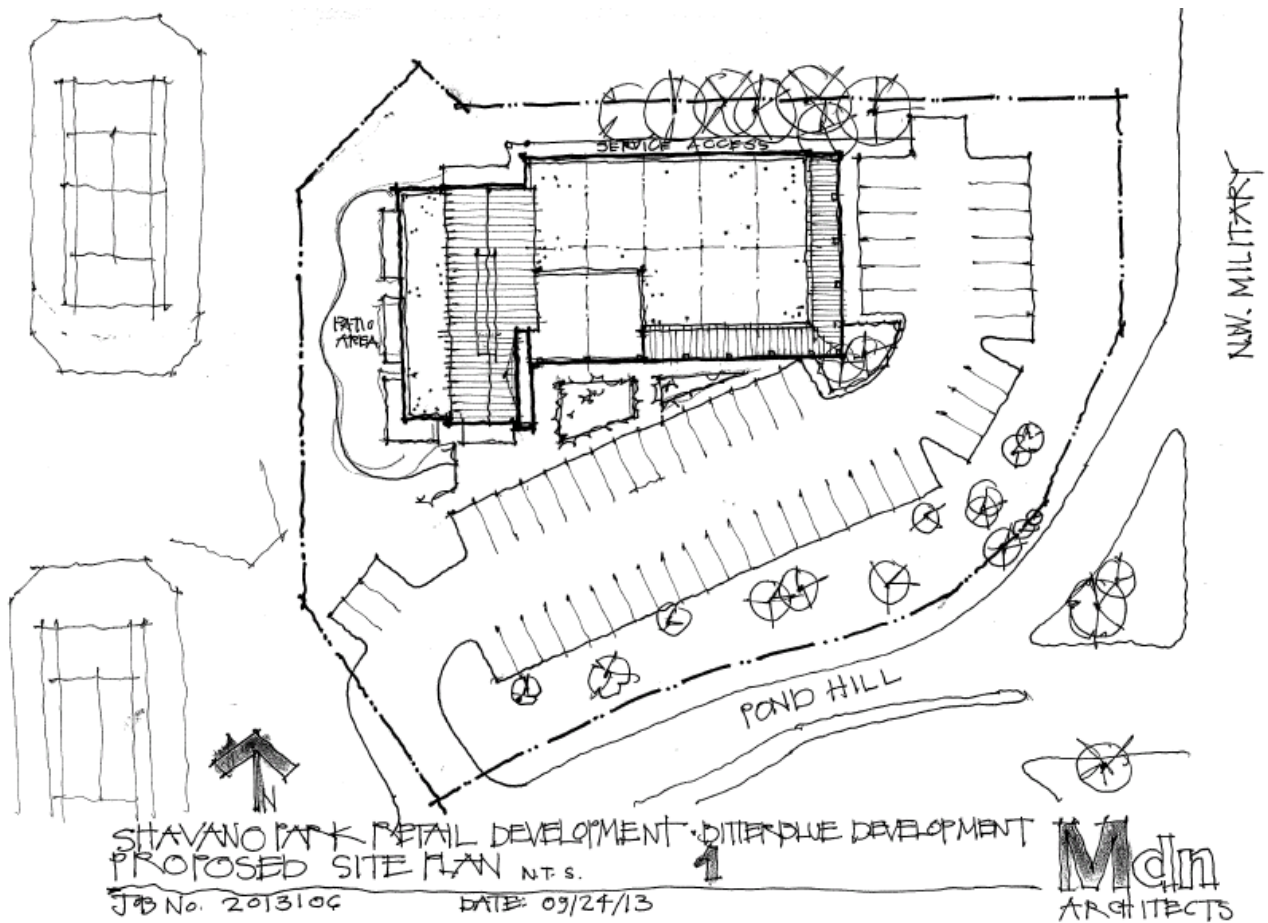 SERVICE ACCESS
N.W. MILITARY
PATIO
AREA
POND HILL
N
SHAVANO PARK RETAIL DEVELOPMENT · BITTERBLUE DEVELOPMENT
PROPOSED SITE PLAN N.T.S. 1
JOB No. 2013106 DATE: 09/24/13
Mdn
ARCHITECTS